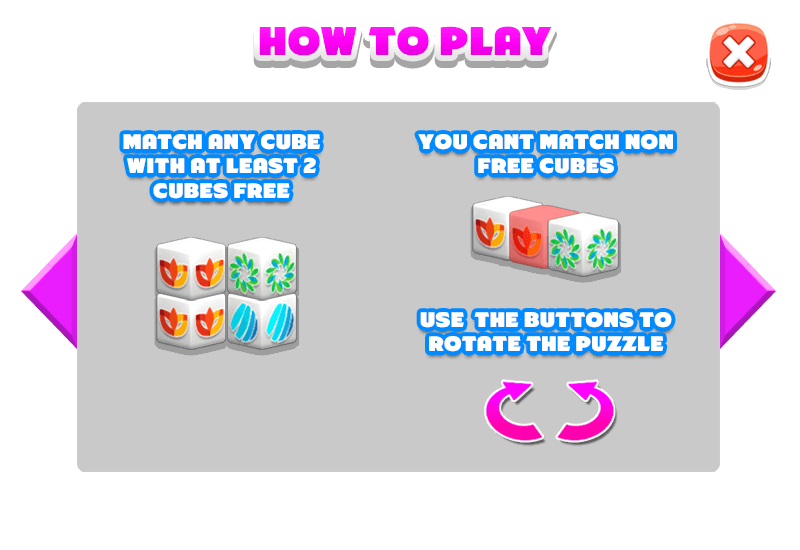 HOW TO PLAY
MATCH ANY CUBE
WITH AT LEAST 2
CUBES FREE
YOU CANT MATCH NON
FREE CUBES
USE THE BUTTONS TO
ROTATE THE PUZZLE